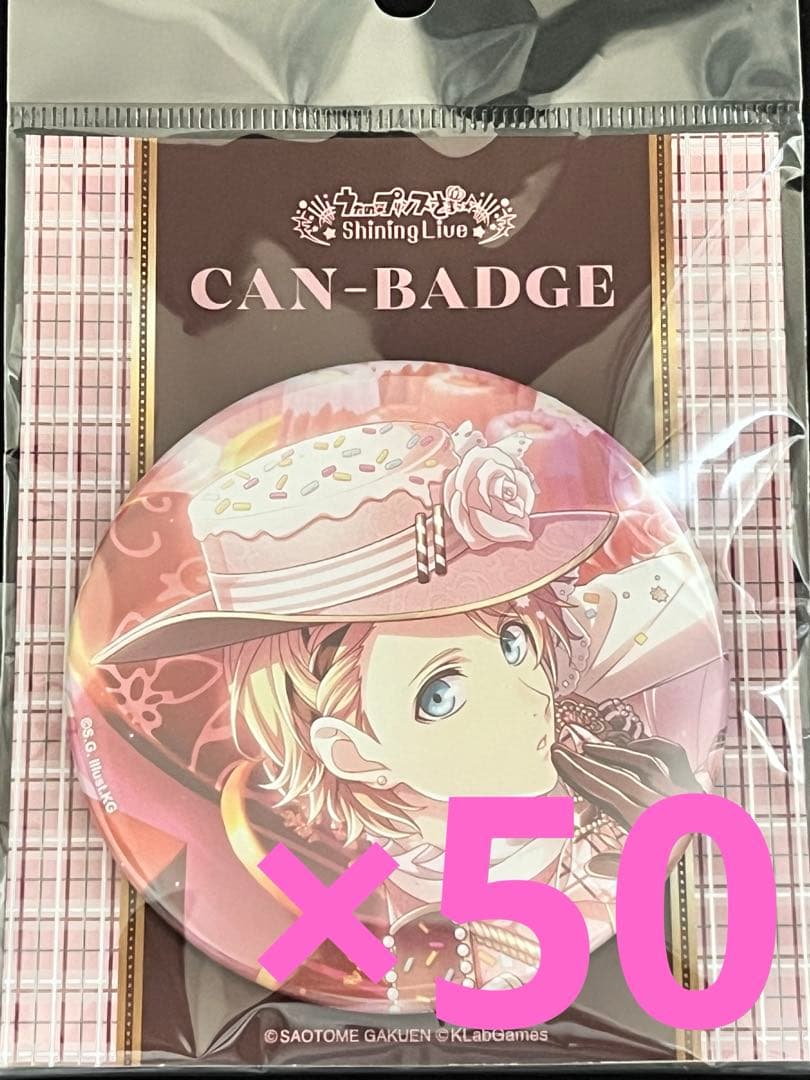 うたの☆プリンスさまっ♪
Shining Live
CAN-BADGE
©S.G. Illust.KG
×50
©SAOTOME GAKUEN ©KLabGames